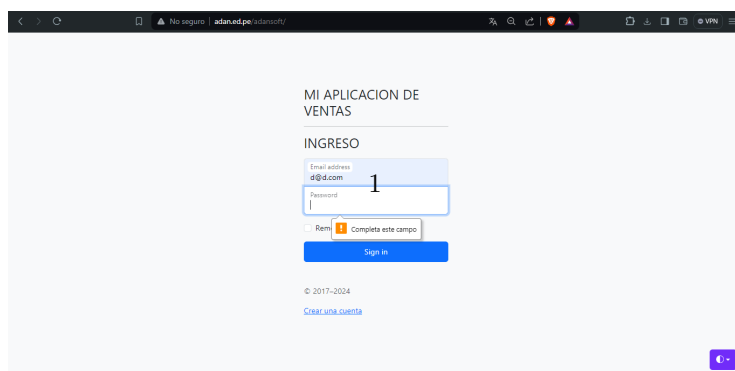 No seguro | adan.ed.pe/adansoft/
VPN
MI APLICACION DE
VENTAS
INGRESO
Email address
d@d.com
1
Password
Rem
Completa este campo
Sign in
© 2017–2024
Crear una cuenta